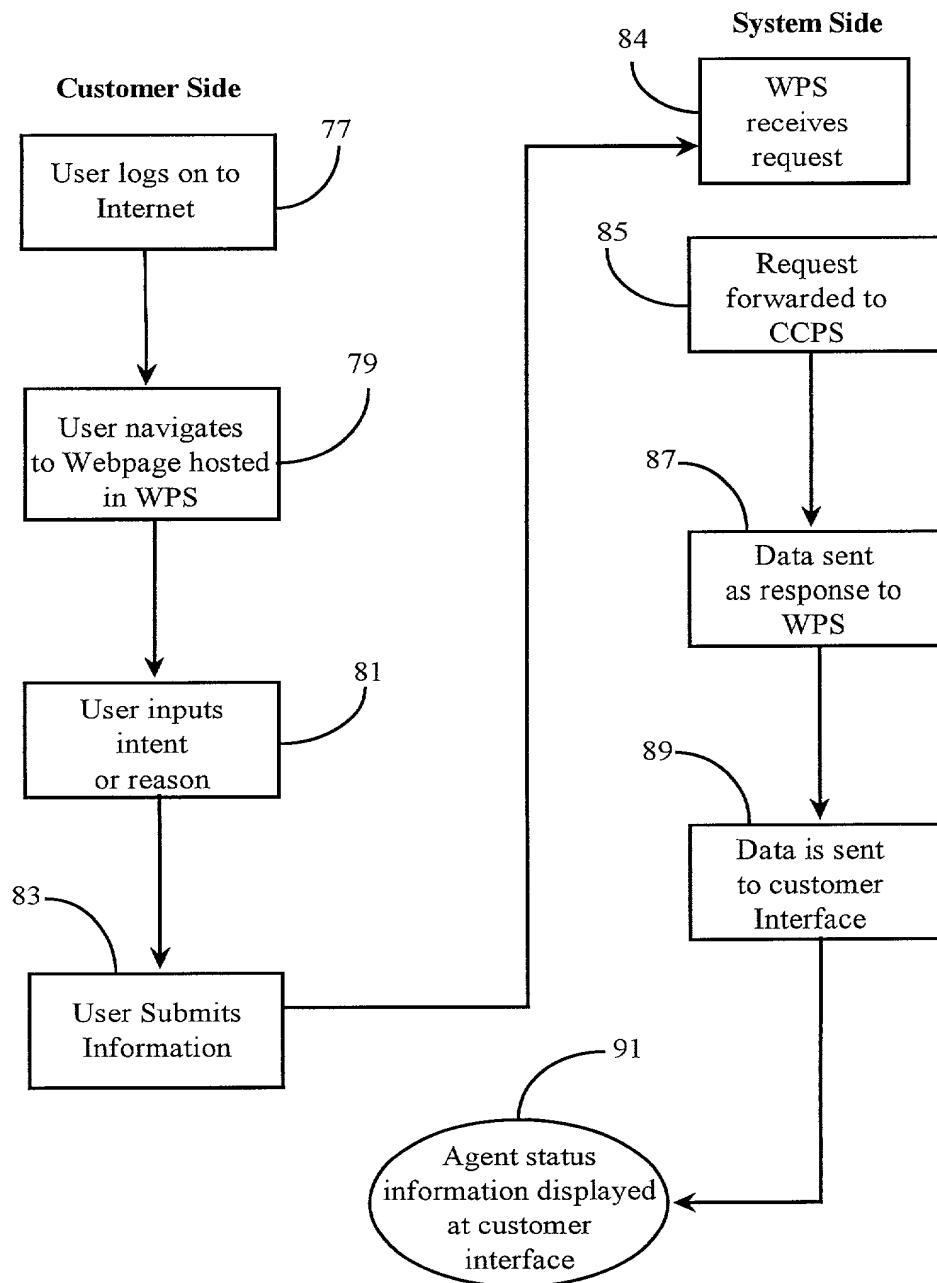 Customer Side
77
User logs on to
Internet
79
User navigates
to Webpage hosted
in WPS
81
User inputs
intent
or reason
83
User Submits
Information
System Side
84
WPS
receives
request
85
Request
forwarded to
CCPS
87
Data sent
as response to
WPS
89
Data is sent
to customer
Interface
91
Agent status
information displayed
at customer
interface